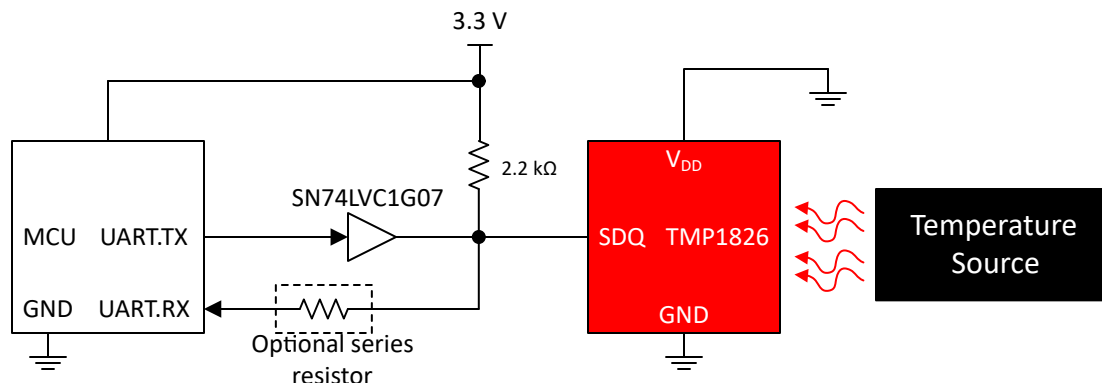 3.3 V
V_DD
2.2 kΩ
SN74LVC1G07
MCU UART.TX
SDQ TMP1826
Temperature
Source
GND UART.RX
GND
Optional series
resistor